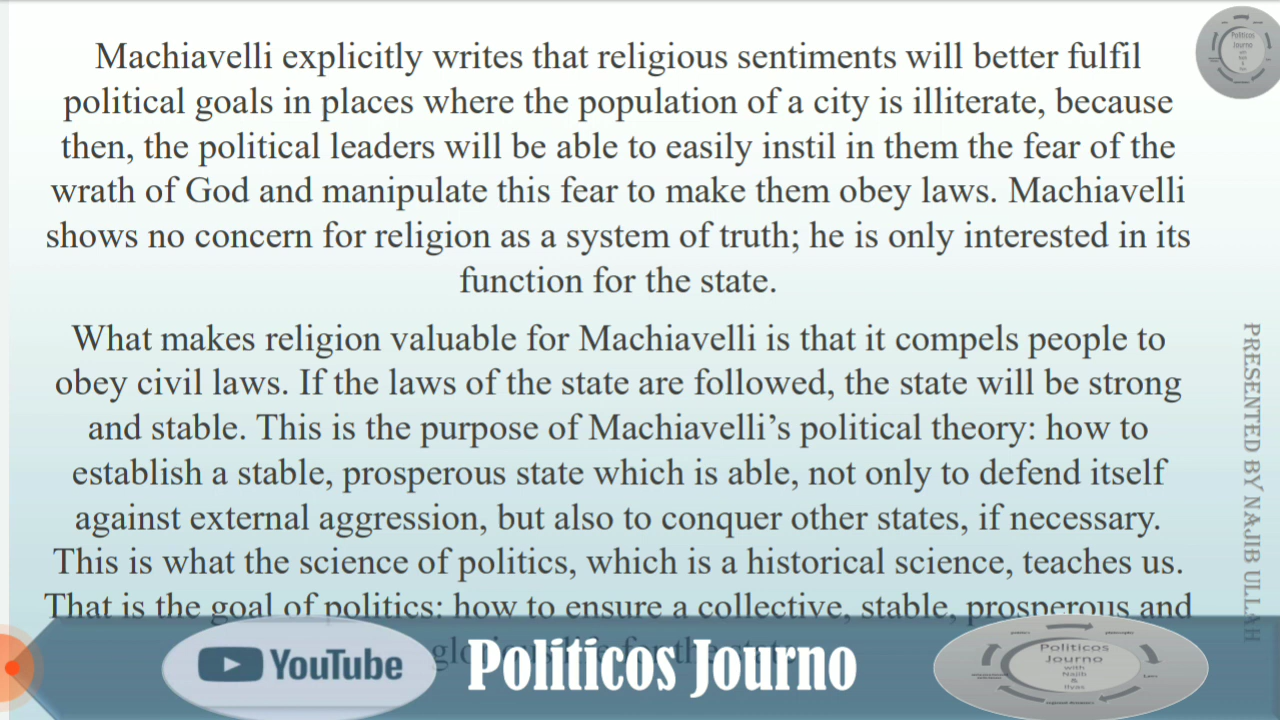 Machiavelli explicitly writes that religious sentiments will better fulfil
political goals in places where the population of a city is illiterate, because
then, the political leaders will be able to easily instil in them the fear of the
wrath of God and manipulate this fear to make them obey laws. Machiavelli
shows no concern for religion as a system of truth; he is only interested in its
function for the state.
What makes religion valuable for Machiavelli is that it compels people to
obey civil laws. If the laws of the state are followed, the state will be strong
and stable. This is the purpose of Machiavelli’s political theory: how to
establish a stable, prosperous state which is able, not only to defend itself
against external aggression, but also to conquer other states, if necessary.
This is what the science of politics, which is a historical science, teaches us.
That is the goal of politics: how to ensure a collective, stable, prosperous and
YouTube
Politicos Journo
Politicos
Journo
with
Najib
&
Ilyas
Politicos
Journo
with
Najib
&
Ilyas
PRESENTED BY NAJIB ULLAH